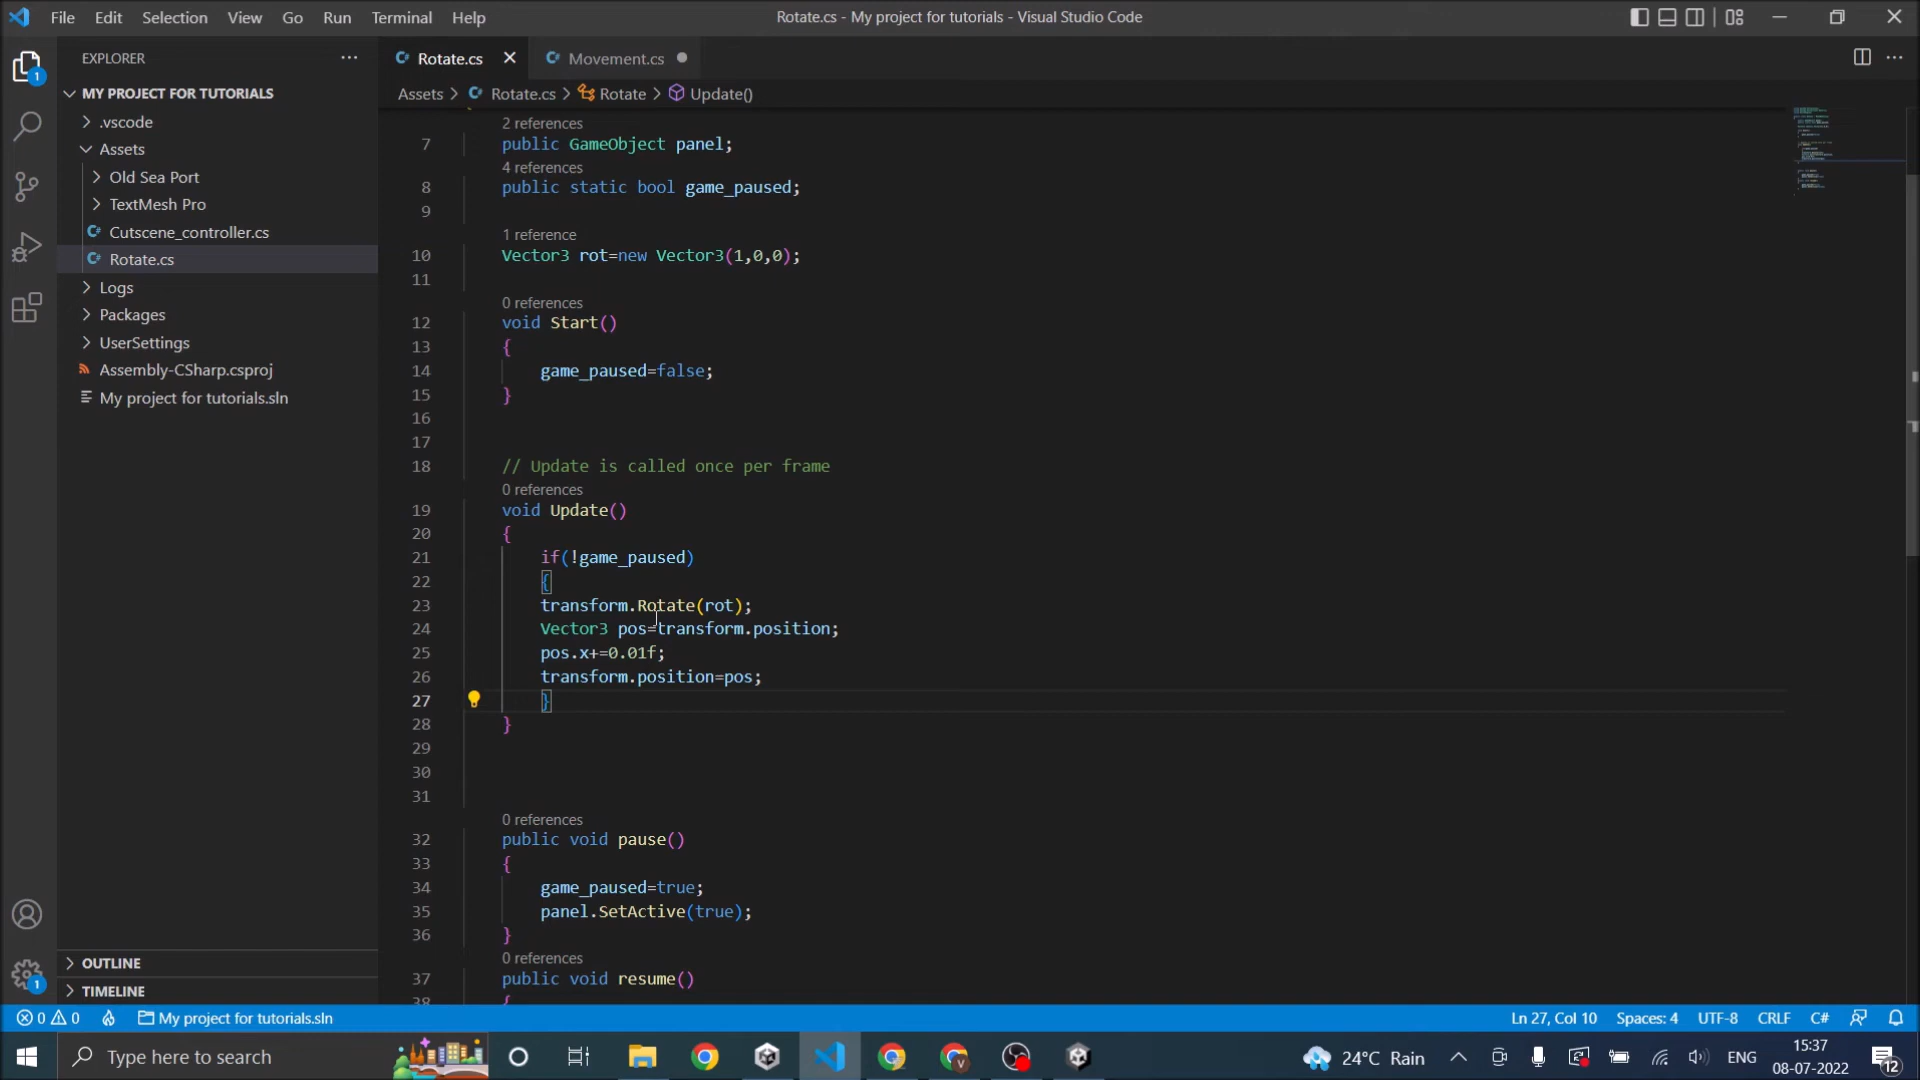 File Edit Selection View Go Run Terminal Help
Rotate.cs - My project for tutorials - Visual Studio Code
EXPLORER
Rotate.cs
Movement.cs
MY PROJECT FOR TUTORIALS
Assets > Rotate.cs > Rotate > Update()
.vscode
Assets
Old Sea Port
TextMesh Pro
Cutscene_controller.cs
Rotate.cs
Logs
Packages
UserSettings
Assembly-CSharp.csproj
My project for tutorials.sln
2 references
7 public GameObject panel;
4 references
8 public static bool game_paused;
9
1 reference
10 Vector3 rot=new Vector3(1,0,0);
11
0 references
12 void Start()
13 {
14 game_paused=false;
15 }
16
17
18 // Update is called once per frame
0 references
19 void Update()
20 {
21 if(!game_paused)
22 {
23 transform.Rotate(rot);
24 Vector3 pos=transform.position;
25 pos.x+=0.01f;
26 transform.position=pos;
27 }
28 }
29
30
31
0 references
32 public void pause()
33 {
34 game_paused=true;
35 panel.SetActive(true);
36 }
0 references
37 public void resume()
38 {
OUTLINE
TIMELINE
1
1
0 0 My project for tutorials.sln
Ln 27, Col 10 Spaces: 4 UTF-8 CRLF C#
Type here to search
24°C Rain
ENG
15:37
08-07-2022
12